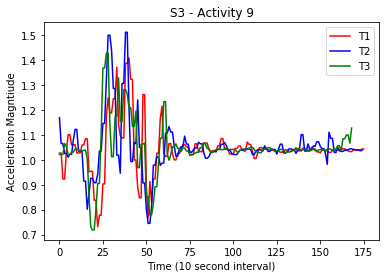 S3 - Activity 9
Acceleration Magntiude
1.5
1.4
1.3
1.2
1.1
1.0
0.9
0.8
0.7
T1
T2
T3
0 25 50 75 100 125 150 175
Time (10 second interval)